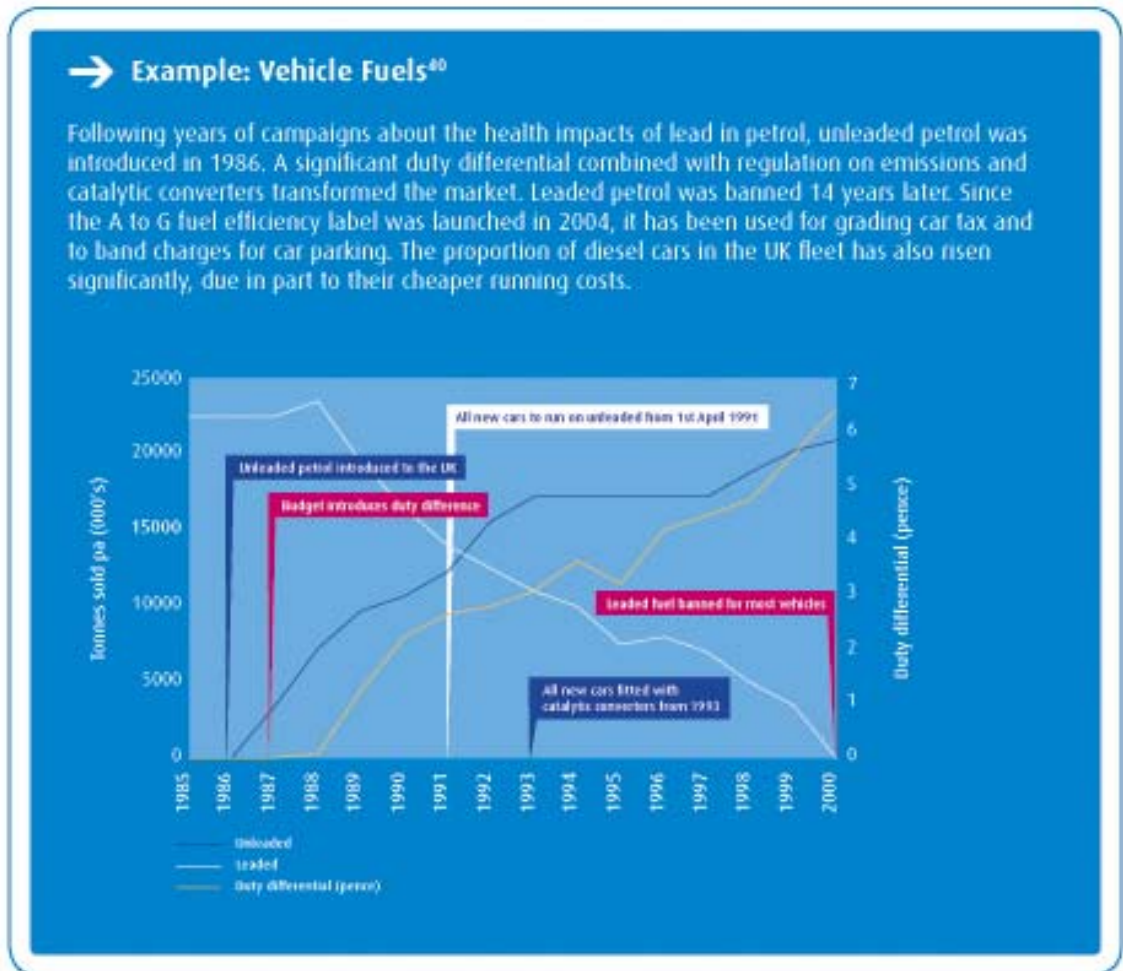 → Example: Vehicle Fuels⁴⁰
Following years of campaigns about the health impacts of lead in petrol, unleaded petrol was
introduced in 1986. A significant duty differential combined with regulation on emissions and
catalytic converters transformed the market. Leaded petrol was banned 14 years later. Since
the A to G fuel efficiency label was launched in 2004, it has been used for grading car tax and
to band charges for car parking. The proportion of diesel cars in the UK fleet has also risen
significantly, due in part to their cheaper running costs.
Tonnes sold pa (000's)
25000
20000
15000
10000
5000
0
All new cars to run on unleaded from 1st April 1991
Unleaded petrol introduced to the UK
Budget introduces duty difference
Leaded fuel banned for most vehicles
All new cars fitted with
catalytic converters from 1993
7
6
5
4
3
2
1
0
Duty differential (pence)
1985 1986 1987 1988 1989 1990 1991 1992 1993 1994 1995 1996 1997 1998 1999 2000
Unleaded
Leaded
Duty differential (pence)